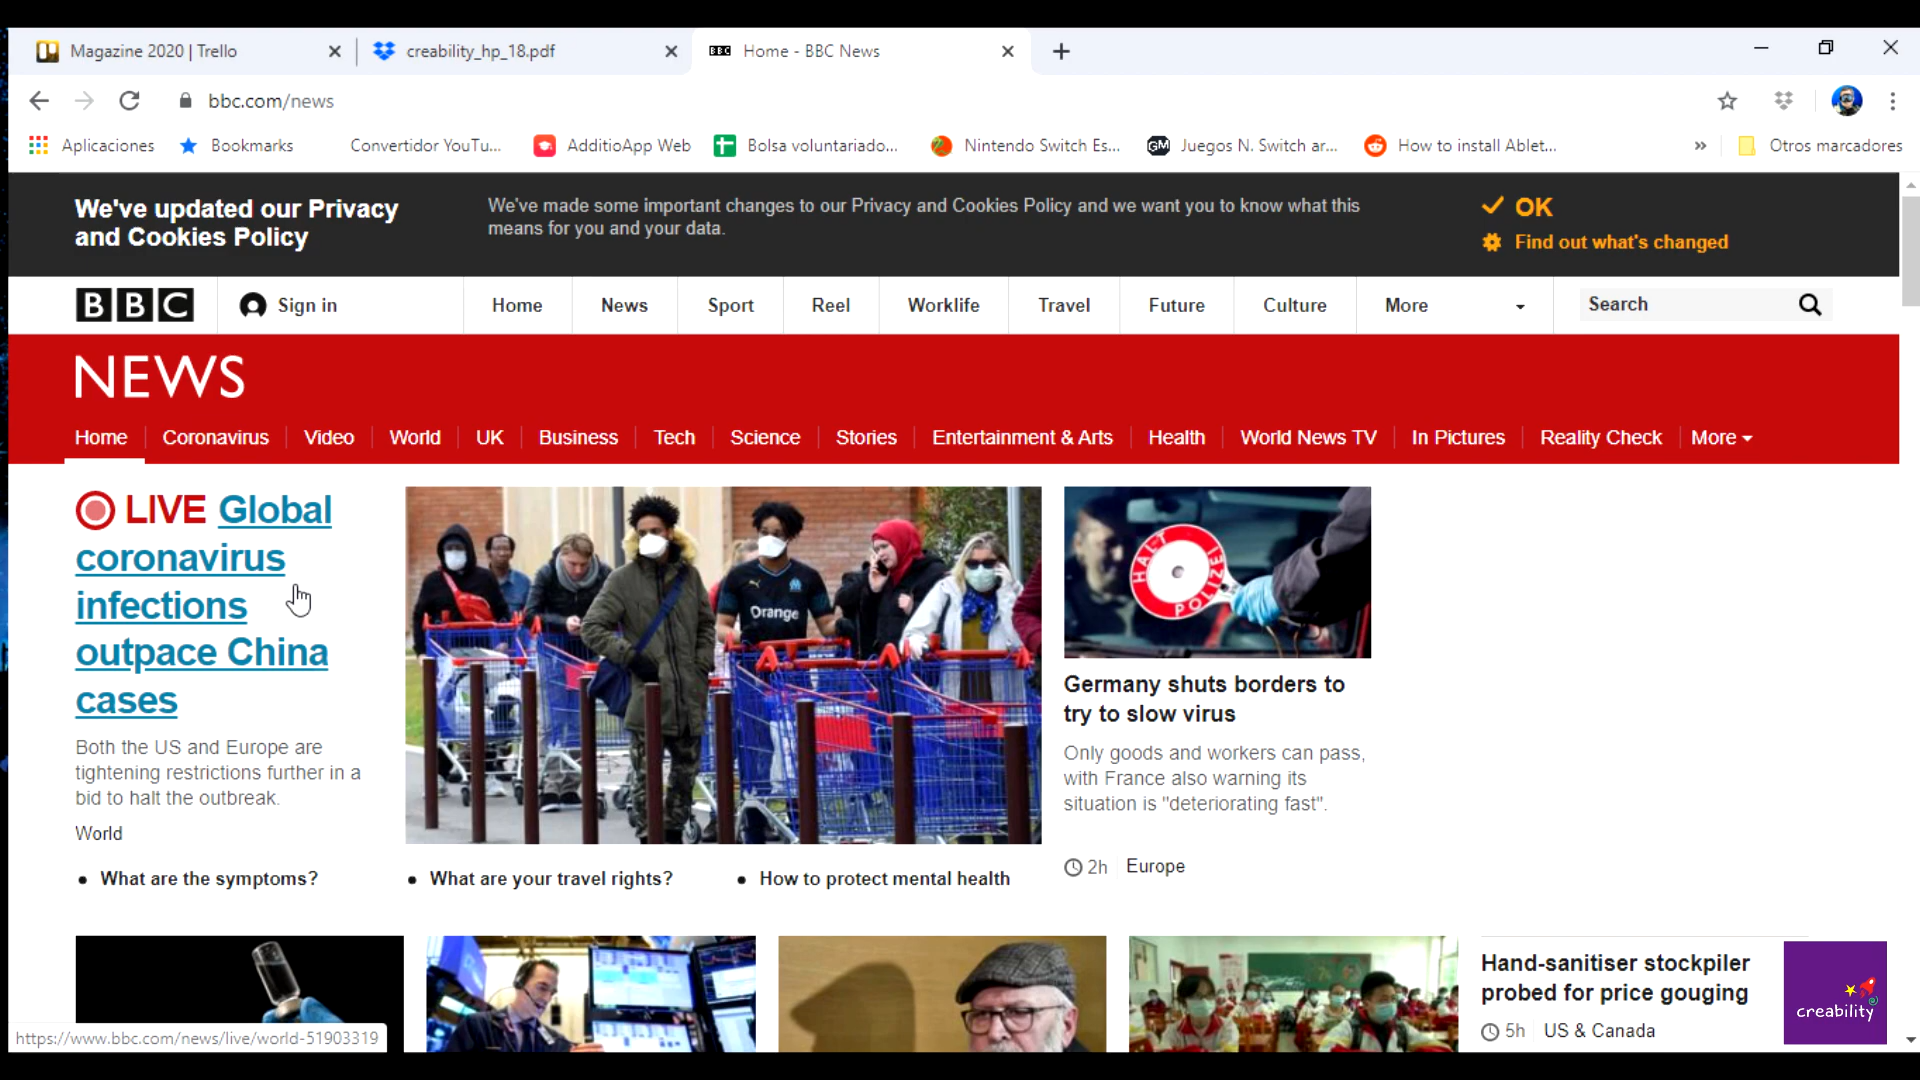 Magazine 2020 | Trello
creability_hp_18.pdf
BBC Home - BBC News
bbc.com/news
Aplicaciones
Bookmarks
Convertidor YouTu...
AdditioApp Web
Bolsa voluntariado...
Nintendo Switch Es...
GM Juegos N. Switch ar...
How to install Ablet...
»
Otros marcadores
We've updated our Privacy
and Cookies Policy
We've made some important changes to our Privacy and Cookies Policy and we want you to know what this
means for you and your data.
OK
Find out what's changed
BBC
Sign in
Home
News
Sport
Reel
Worklife
Travel
Future
Culture
More
Search
NEWS
Home
Coronavirus
Video
World
UK
Business
Tech
Science
Stories
Entertainment & Arts
Health
World News TV
In Pictures
Reality Check
More
LIVE Global
coronavirus
infections
outpace China
cases
Both the US and Europe are
tightening restrictions further in a
bid to halt the outbreak.
World
Orange
HALT
POLIZEI
Germany shuts borders to
try to slow virus
Only goods and workers can pass,
with France also warning its
situation is "deteriorating fast".
2h
Europe
• What are the symptoms?
• What are your travel rights?
• How to protect mental health
Hand-sanitiser stockpiler
probed for price gouging
5h
US & Canada
creability
https://www.bbc.com/news/live/world-51903319